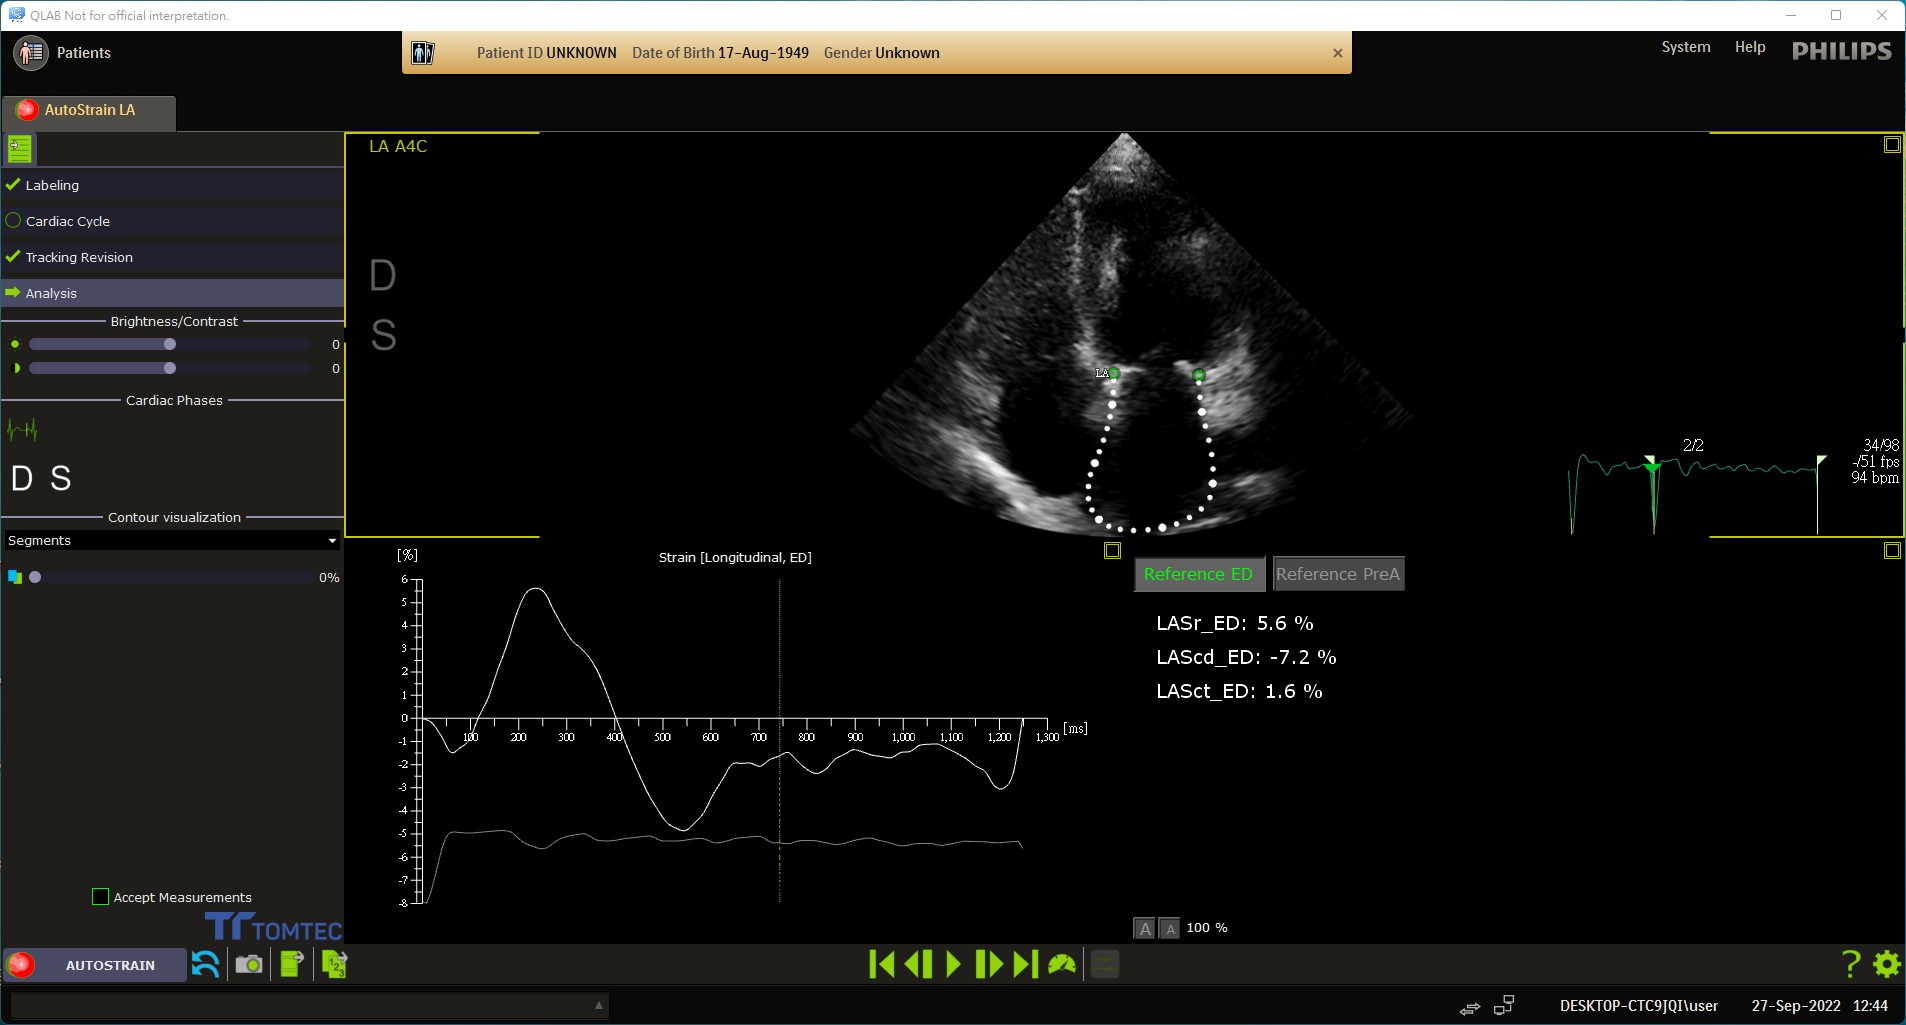 QLAB Not for official interpretation.
Patients
Patient ID UNKNOWN Date of Birth 17-Aug-1949 Gender Unknown
System Help PHILIPS
AutoStrain LA
Labeling
Cardiac Cycle
Tracking Revision
Analysis
Brightness/Contrast
0
0
Cardiac Phases
D S
Contour visualization
Segments
0%
Accept Measurements
TOMTEC
LA A4C
D
S
LA
2/2
34/98
-/51 fps
94 bpm
[%]
Strain [Longitudinal, ED]
6
5
4
3
2
1
0
-1
-2
-3
-4
-5
-6
-7
-8
100 200 300 400 500 600 700 800 900 1,000 1,100 1,200 1,300 [ms]
Reference ED Reference PreA
LASr_ED: 5.6 %
LAScd_ED: -7.2 %
LASct_ED: 1.6 %
A A 100 %
AUTOSTRAIN
1 2 3
?
DESKTOP-CTC9JQI\user 27-Sep-2022 12:44